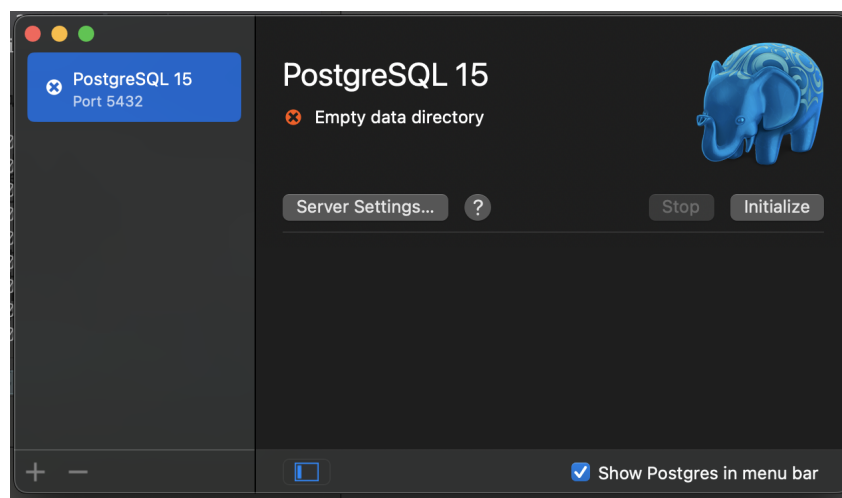 PostgreSQL 15
Port 5432
PostgreSQL 15
Empty data directory
Server Settings... ? Stop Initialize
Show Postgres in menu bar